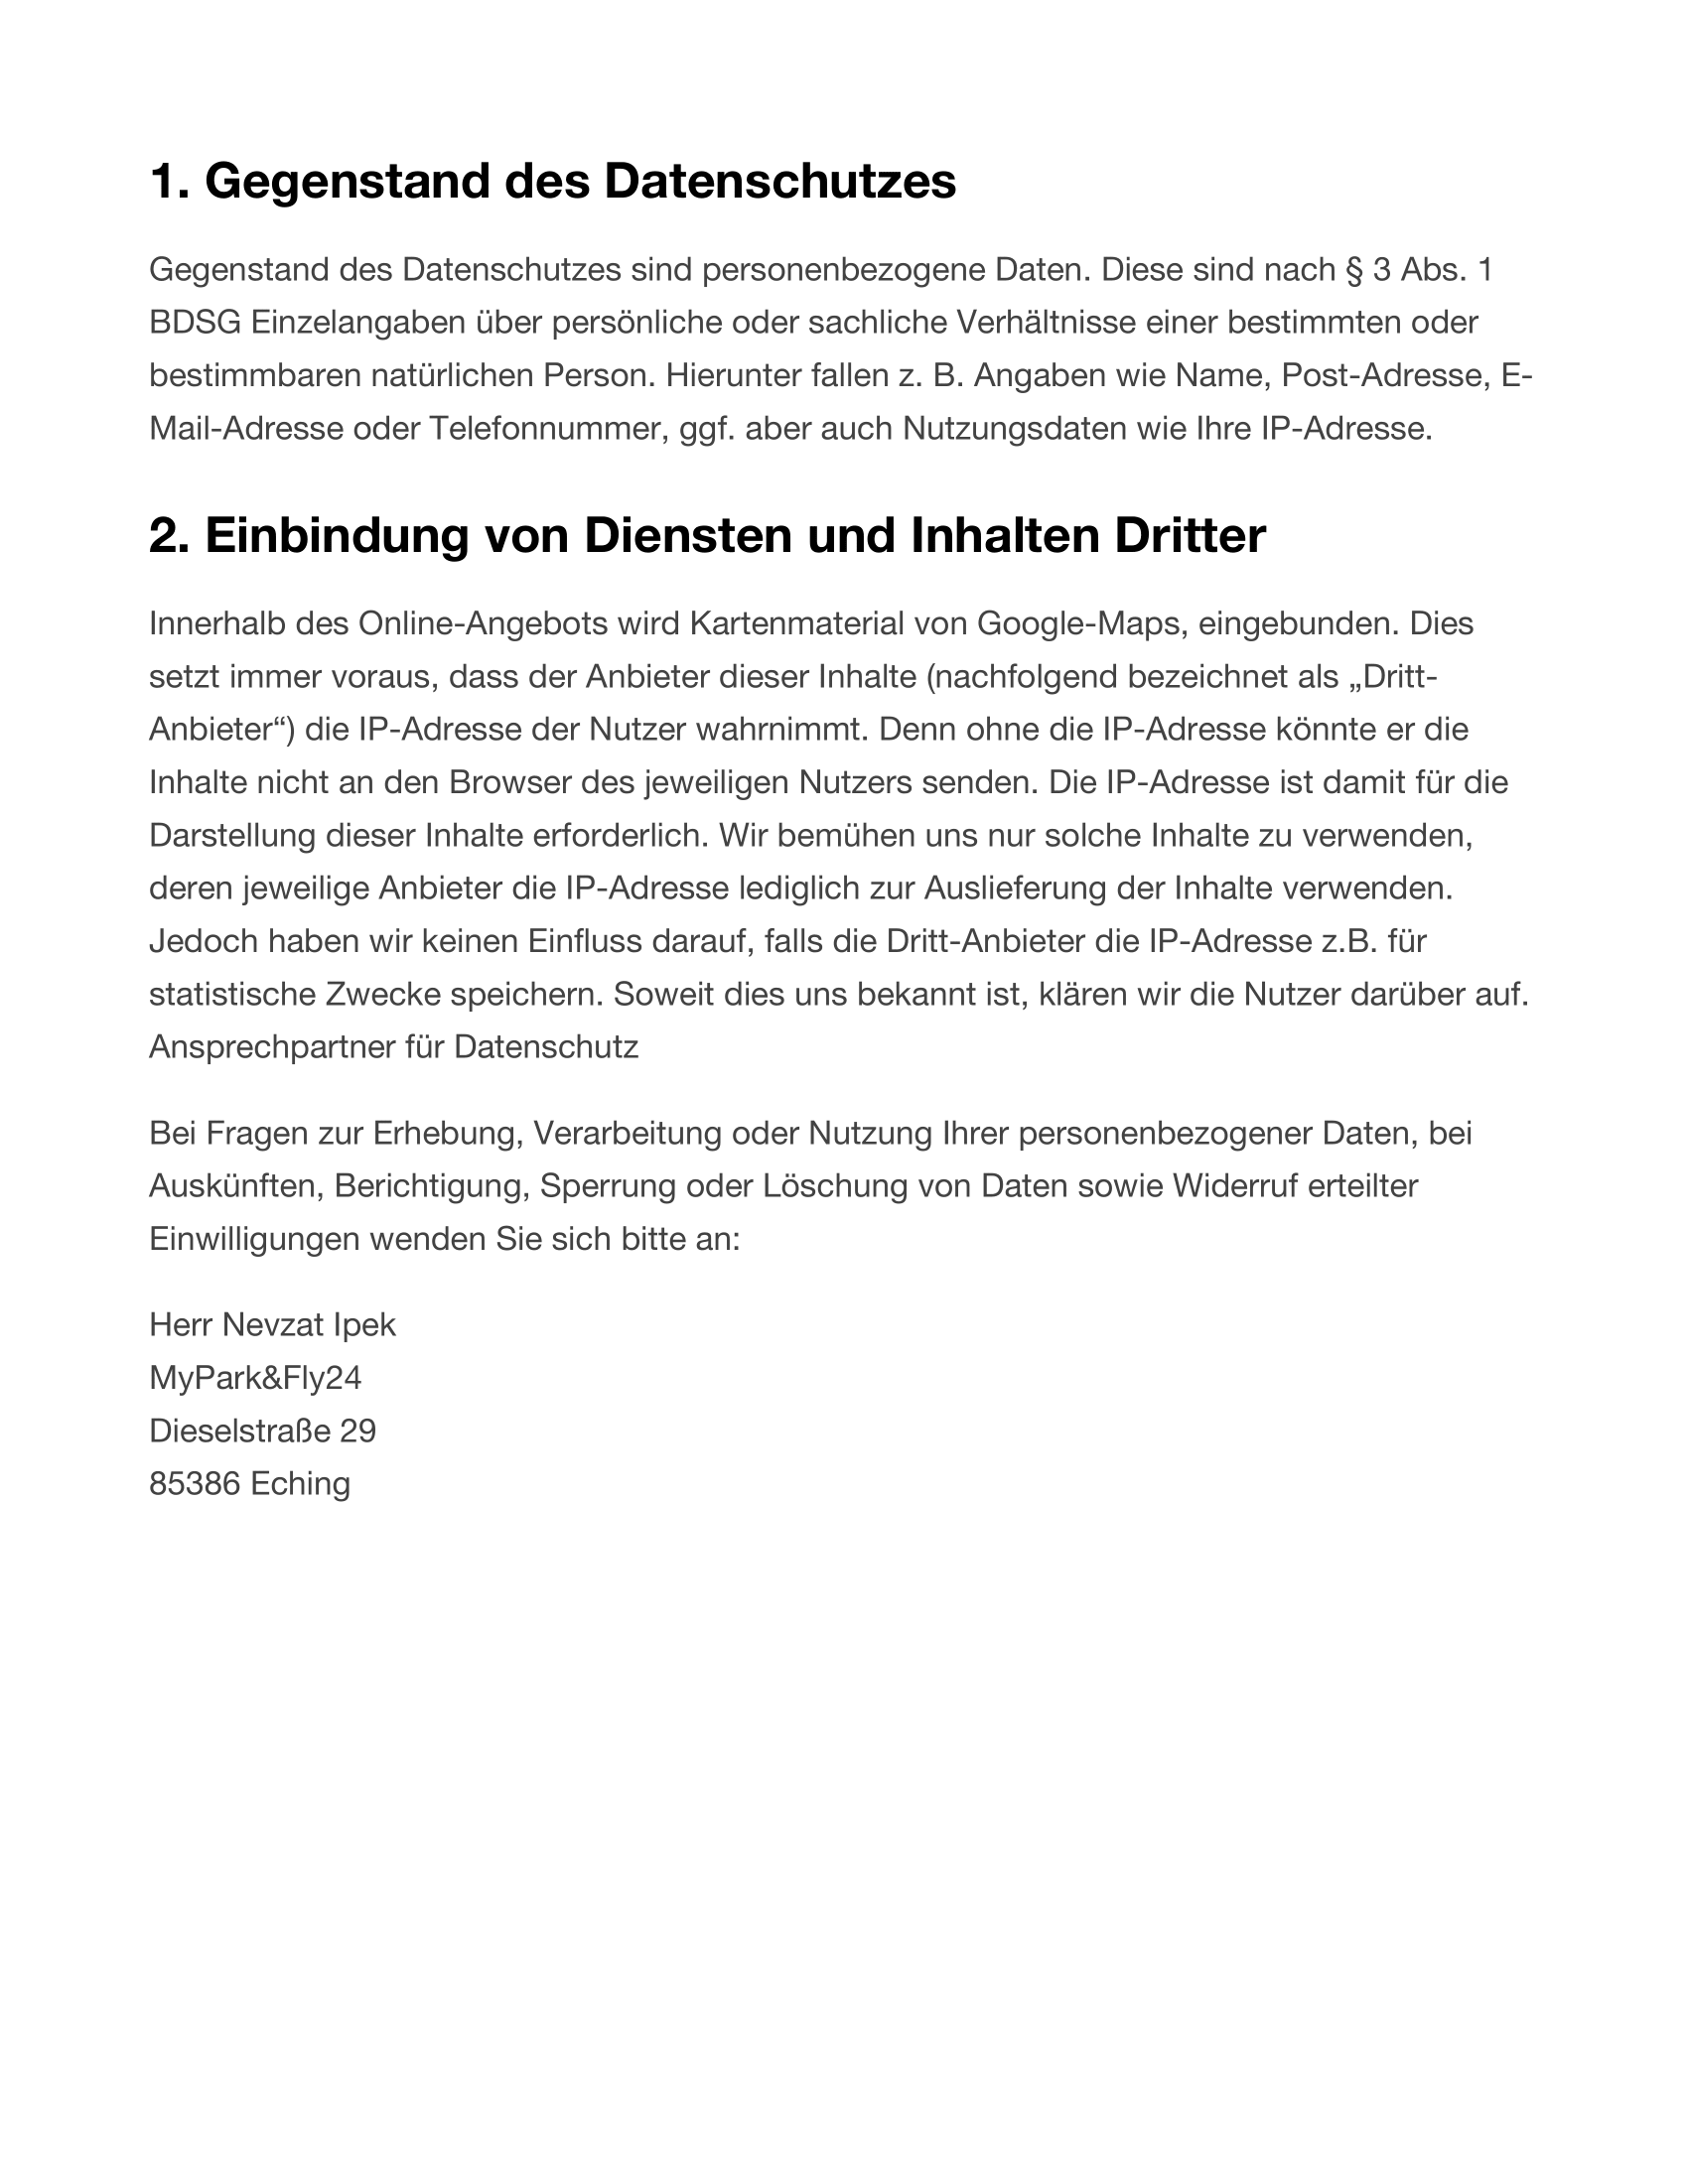 1. Gegenstand des Datenschutzes
Gegenstand des Datenschutzes sind personenbezogene Daten. Diese sind nach § 3 Abs. 1
BDSG Einzelangaben über persönliche oder sachliche Verhältnisse einer bestimmten oder
bestimmbaren natürlichen Person. Hierunter fallen z. B. Angaben wie Name, Post-Adresse, E-
Mail-Adresse oder Telefonnummer, ggf. aber auch Nutzungsdaten wie Ihre IP-Adresse.
2. Einbindung von Diensten und Inhalten Dritter
Innerhalb des Online-Angebots wird Kartenmaterial von Google-Maps, eingebunden. Dies
setzt immer voraus, dass der Anbieter dieser Inhalte (nachfolgend bezeichnet als „Dritt-
Anbieter“) die IP-Adresse der Nutzer wahrnimmt. Denn ohne die IP-Adresse könnte er die
Inhalte nicht an den Browser des jeweiligen Nutzers senden. Die IP-Adresse ist damit für die
Darstellung dieser Inhalte erforderlich. Wir bemühen uns nur solche Inhalte zu verwenden,
deren jeweilige Anbieter die IP-Adresse lediglich zur Auslieferung der Inhalte verwenden.
Jedoch haben wir keinen Einfluss darauf, falls die Dritt-Anbieter die IP-Adresse z.B. für
statistische Zwecke speichern. Soweit dies uns bekannt ist, klären wir die Nutzer darüber auf.
Ansprechpartner für Datenschutz
Bei Fragen zur Erhebung, Verarbeitung oder Nutzung Ihrer personenbezogener Daten, bei
Auskünften, Berichtigung, Sperrung oder Löschung von Daten sowie Widerruf erteilter
Einwilligungen wenden Sie sich bitte an:
Herr Nevzat Ipek
MyPark&Fly24
Dieselstraße 29
85386 Eching